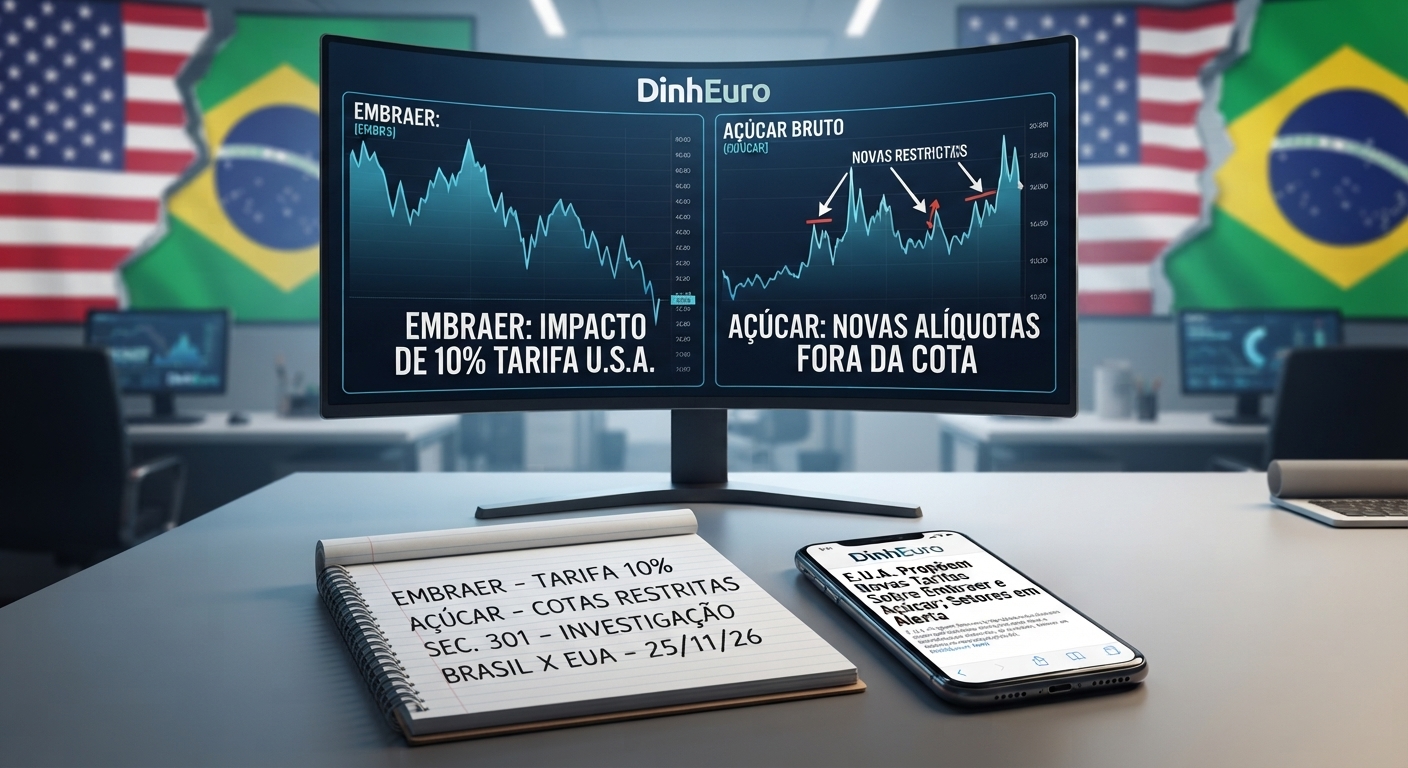 DinhEuro
EMBRAER:
[EMBR3]
EMBRAER: IMPACTO
DE 10% TARIFA U.S.A.
AÇÚCAR BRUTO
NOVAS
AÇÚCAR: NOVAS ALÍQUOTAS
FORA DA COTA
EMBRAER – TARIFA 10%
AÇÚCAR – COTAS RESTRITAS
SEC. 301 – INVESTIGAÇÃO
BRASIL X EUA – 25/11/26
DinhEuro
E.U.A. Propõem
Novas Tarifas
Sobre Embraer e
Açúcar; Setores em
Alerta